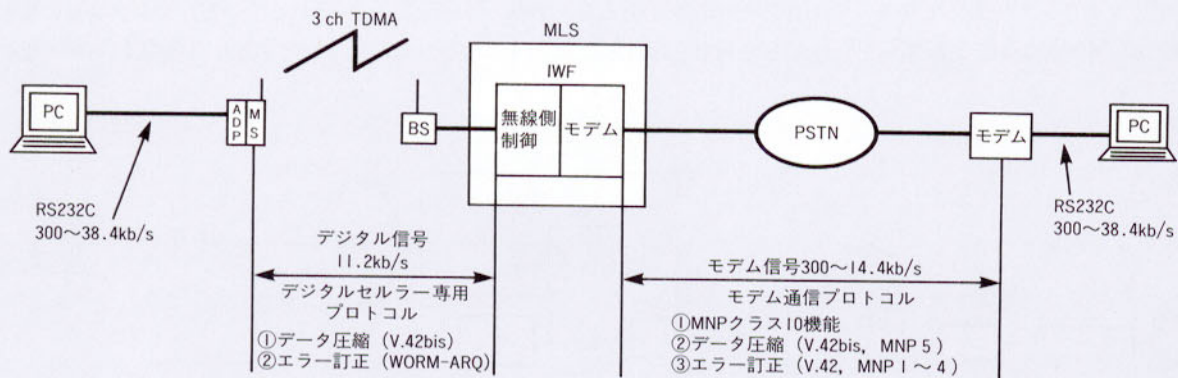 3 ch TDMA
MLS
IWF
PC
ADP
MS
BS
無線側
制御
モデム
PSTN
モデム
PC
RS232C
300〜38.4kb/s
RS232C
300〜38.4kb/s
デジタル信号
11.2kb/s
デジタルセルラー専用
プロトコル
①データ圧縮（V.42bis）
②エラー訂正（WORM-ARQ）
モデム信号300〜14.4kb/s
モデム通信プロトコル
①MNPクラス10機能
②データ圧縮（V.42bis, MNP 5）
③エラー訂正（V.42, MNP 1〜4）